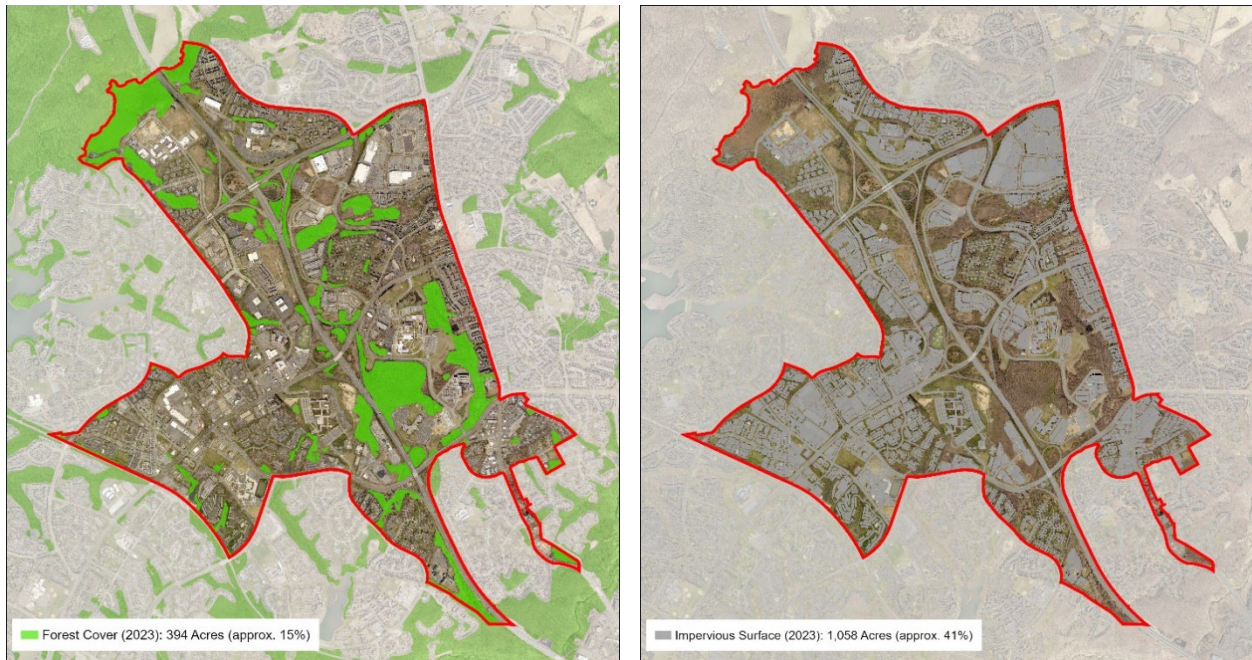 Forest Cover (2023): 394 Acres (approx. 15%)
Impervious Surface (2023): 1,058 Acres (approx. 41%)